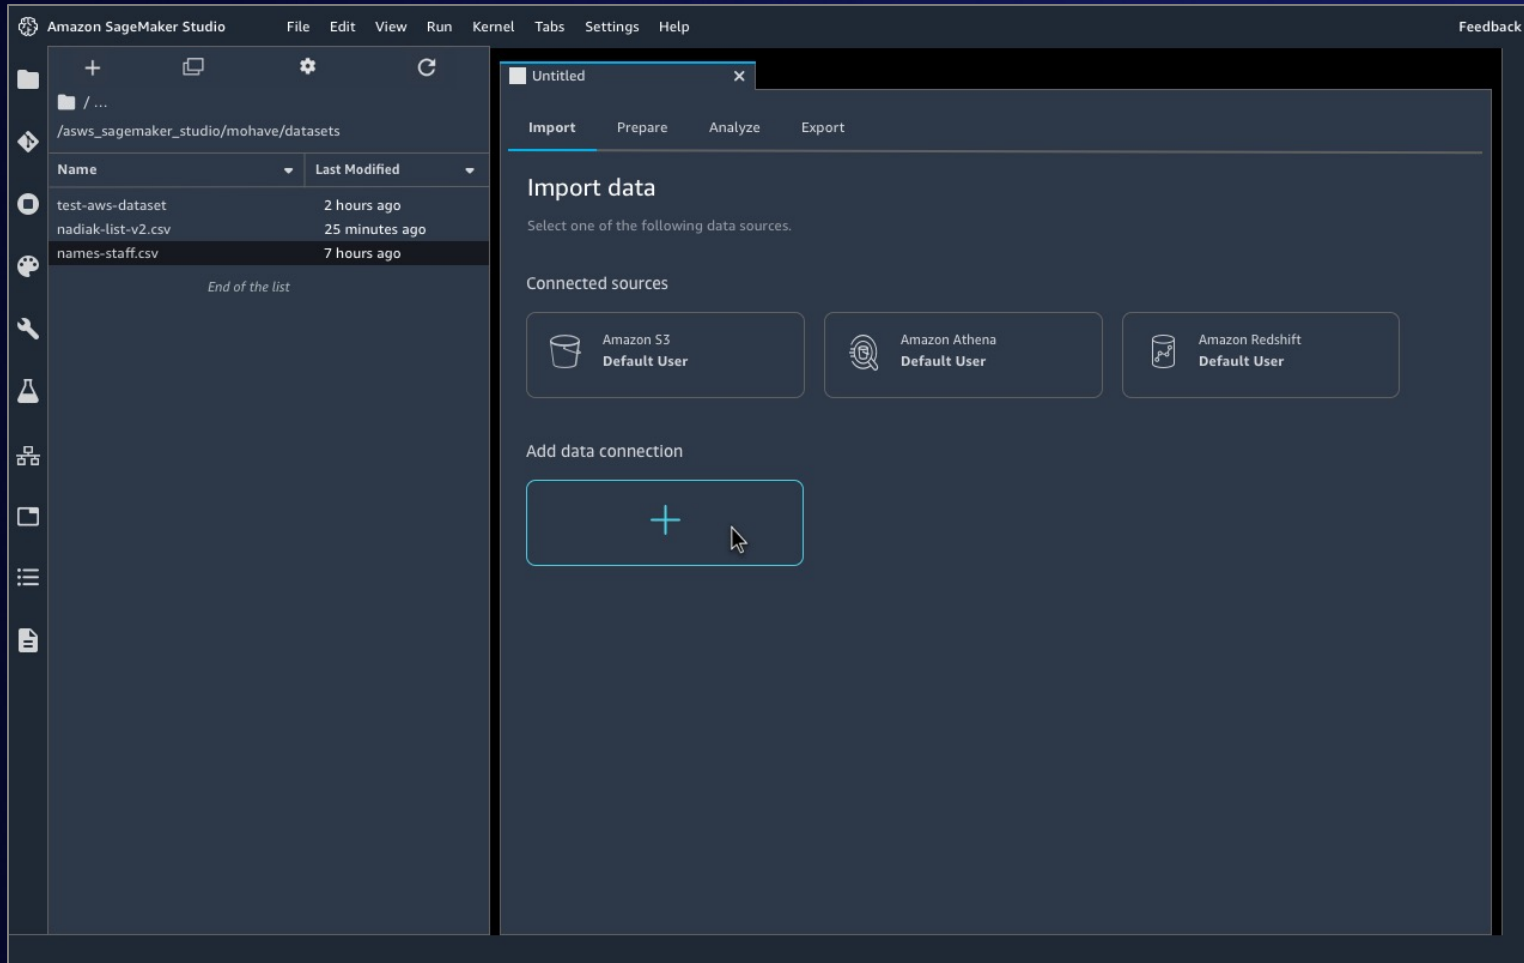 Amazon SageMaker Studio File Edit View Run Kernel Tabs Settings Help Feedback
/ ...
/asws_sagemaker_studio/mohave/datasets
Name Last Modified
test-aws-dataset 2 hours ago
nadiak-list-v2.csv 25 minutes ago
names-staff.csv 7 hours ago
End of the list
Untitled
Import Prepare Analyze Export
Import data
Select one of the following data sources.
Connected sources
Amazon S3
Default User
Amazon Athena
Default User
Amazon Redshift
Default User
Add data connection